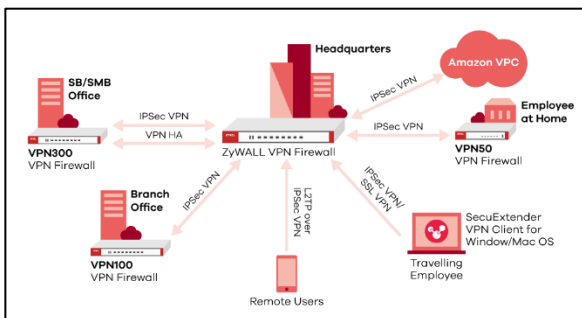 Headquarters
SB/SMB
Office
Amazon VPC
IPSec VPN
VPN HA
IPSec VPN
IPSec VPN
Employee
at Home
VPN300
VPN Firewall
ZyWALL VPN Firewall
VPN50
VPN Firewall
Branch
Office
IPSec VPN
L2TP over
IPSec VPN
IPSec VPN/
SSL VPN
SecuExtender
VPN Client for
Window/Mac OS
VPN100
VPN Firewall
Travelling
Employee
Remote Users